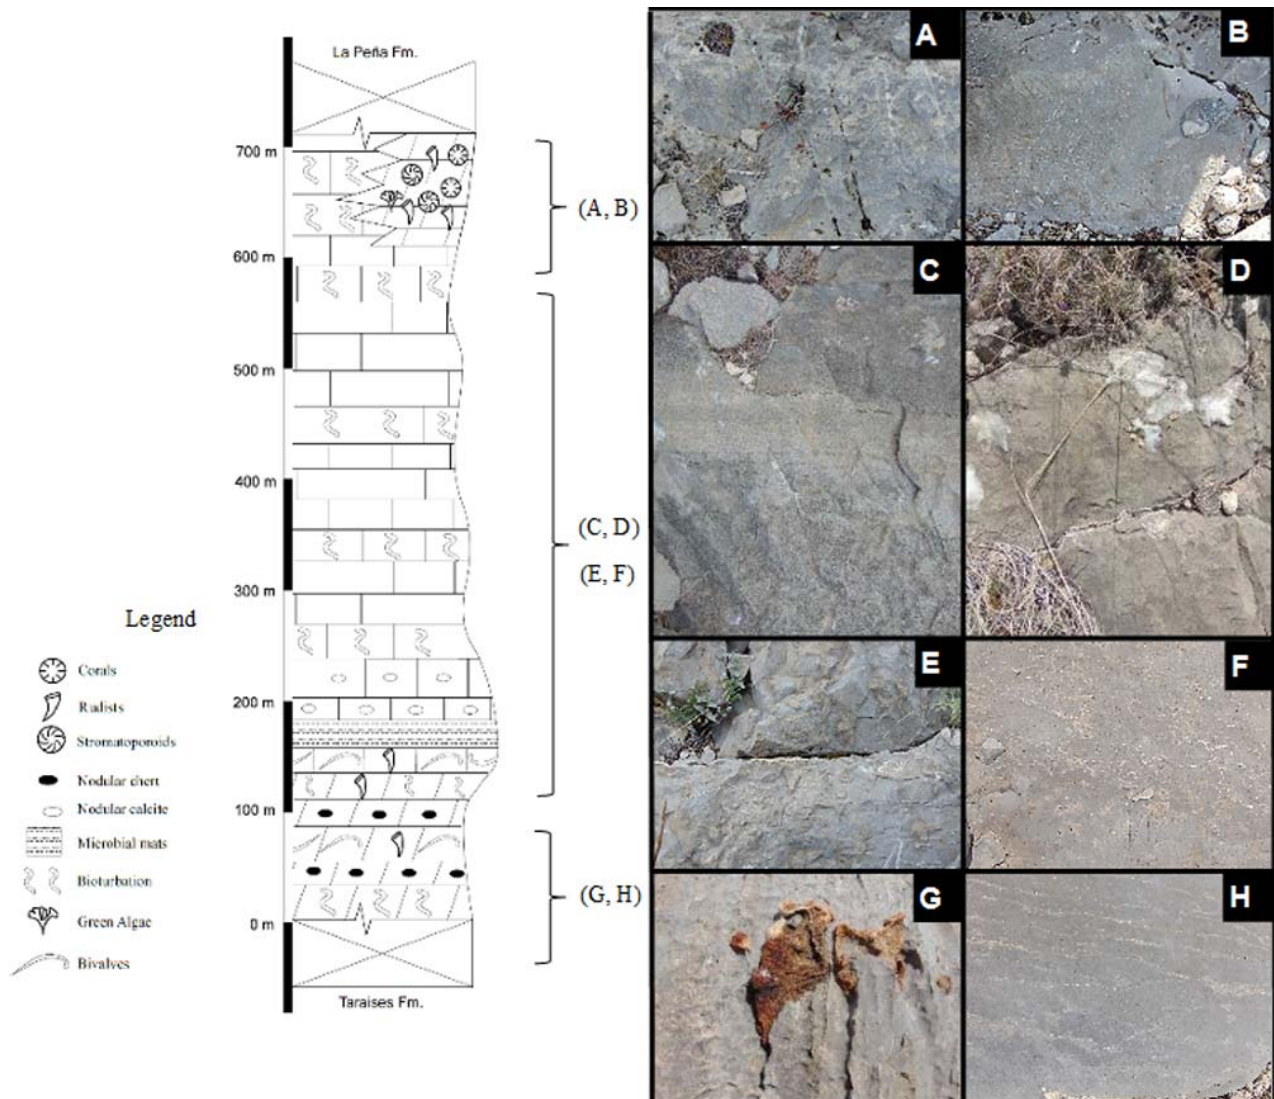 La Peña Fm.
700 m
600 m
500 m
400 m
300 m
200 m
100 m
0 m
Taraises Fm.
(A, B)
(C, D)
(E, F)
(G, H)
Legend
Corals
Rudists
Stromatoporoids
Nodular chert
Nodular calcite
Microbial mats
Bioturbation
Green Algae
Bivalves
A
B
C
D
E
F
G
H